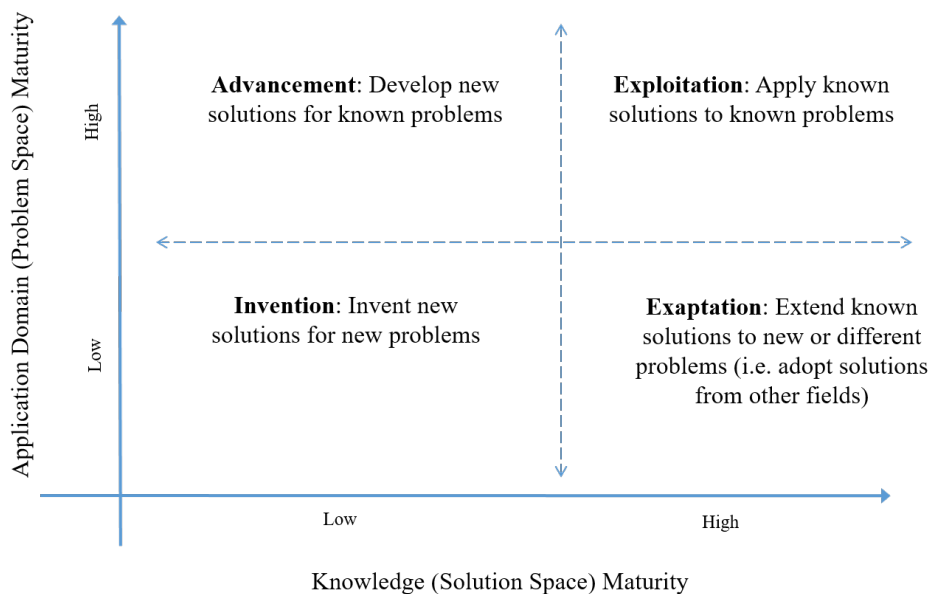 Application Domain (Problem Space) Maturity
High
Low
Advancement: Develop new
solutions for known problems
Exploitation: Apply known
solutions to known problems
Invention: Invent new
solutions for new problems
Exaptation: Extend known
solutions to new or different
problems (i.e. adopt solutions
from other fields)
Low
High
Knowledge (Solution Space) Maturity